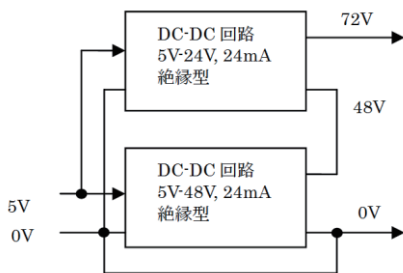 DC-DC 回路
5V-24V, 24mA
絶縁型
72V
48V
DC-DC 回路
5V-48V, 24mA
絶縁型
5V
0V
0V